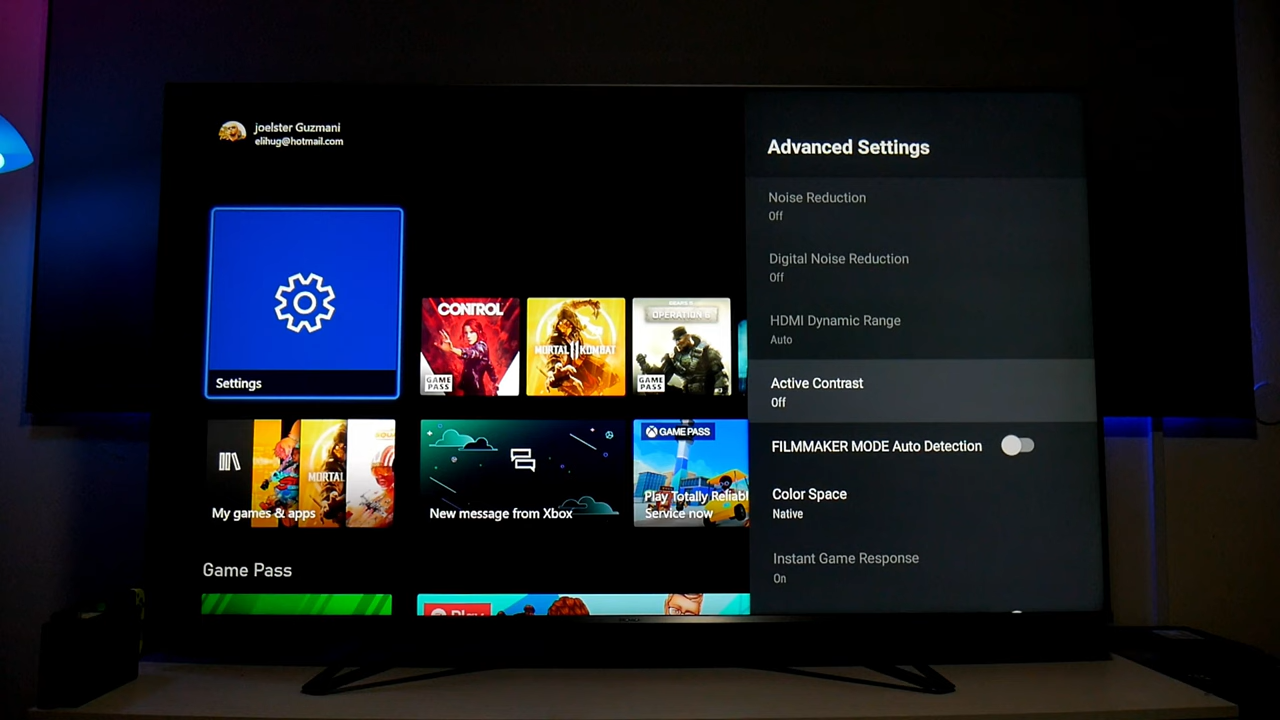 joelster Guzmani
elihug@hotmail.com
Settings
CONTROL
GAME
PASS
MORTAL KOMBAT
11
OPERATION 6
GAME
PASS
MORTAL
My games & apps
New message from Xbox
GAME PASS
Play Totally Reliabl
Service now
Game Pass
Play
Advanced Settings
Noise Reduction
Off
Digital Noise Reduction
Off
HDMI Dynamic Range
Auto
Active Contrast
Off
FILMMAKER MODE Auto Detection
Color Space
Native
Instant Game Response
On